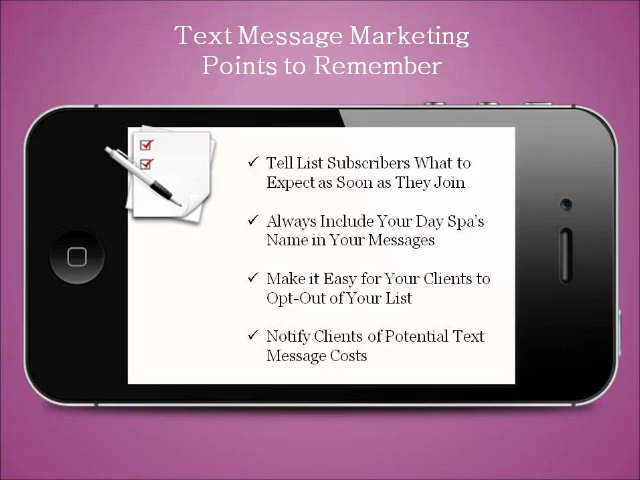 Text Message Marketing
Points to Remember
✓ Tell List Subscribers What to
Expect as Soon as They Join
✓ Always Include Your Day Spa's
Name in Your Messages
✓ Make it Easy for Your Clients to
Opt-Out of Your List
✓ Notify Clients of Potential Text
Message Costs